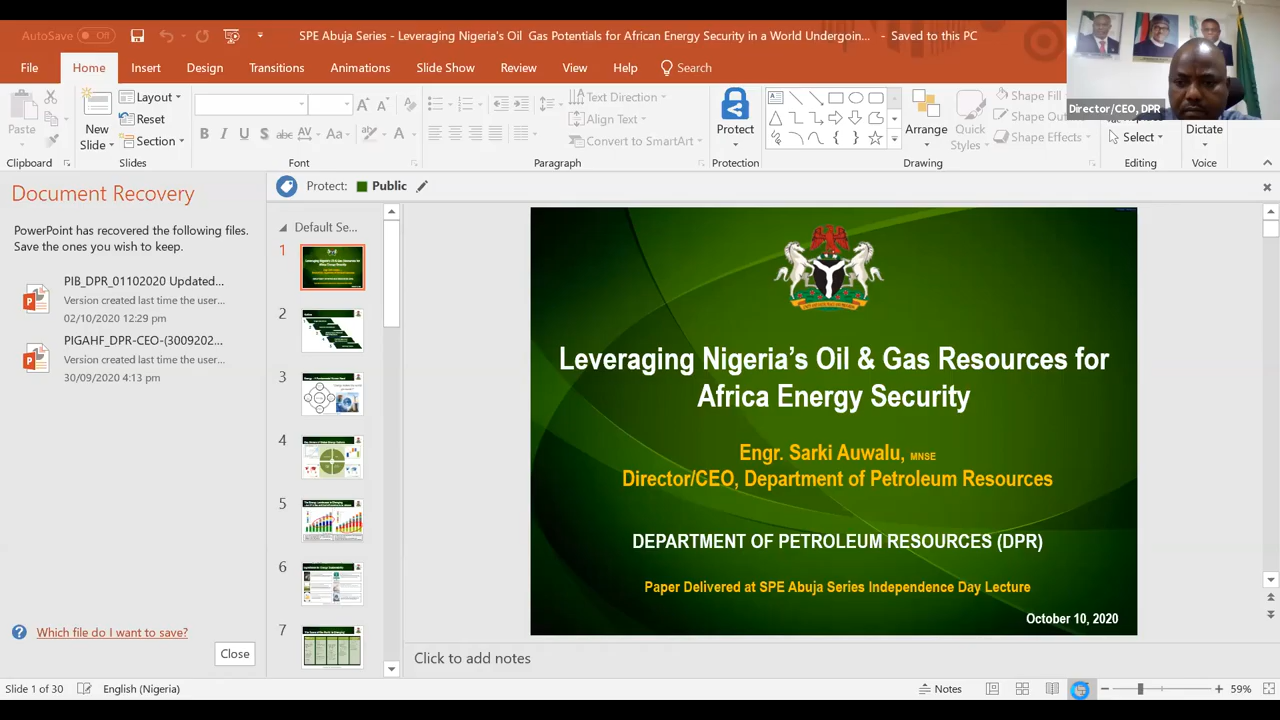 AutoSave Off
SPE Abuja Series - Leveraging Nigeria's Oil Gas Potentials for African Energy Security in a World Undergoin... - Saved to this PC
File Home Insert Design Transitions Animations Slide Show Review View Help Search
Director/CEO, DPR
Paste
New Slide
Layout
Reset
Section
Text Direction
Align Text
Convert to SmartArt
Protect
Arrange
Quick Styles
Shape Fill
Shape Effects
Select
Dictate
Clipboard Slides Font Paragraph Protection Drawing Editing Voice
Document Recovery
PowerPoint has recovered the following files.
Save the ones you wish to keep.
PIB_DPR_01102020 Updated...
Version created last time the user...
02/10/2020 12:29 pm
PIGAHF_DPR-CEO-(3009202...
Version created last time the user...
30/09/2020 4:13 pm
Which file do I want to save?
Close
Protect: Public
Default Se...
1
2
3
4
5
6
7
Leveraging Nigeria's Oil & Gas Resources for
Africa Energy Security
Engr. Sarki Auwalu, MNSE
Director/CEO, Department of Petroleum Resources
DEPARTMENT OF PETROLEUM RESOURCES (DPR)
Paper Delivered at SPE Abuja Series Independence Day Lecture
October 10, 2020
Click to add notes
Slide 1 of 30 English (Nigeria) Notes 59%